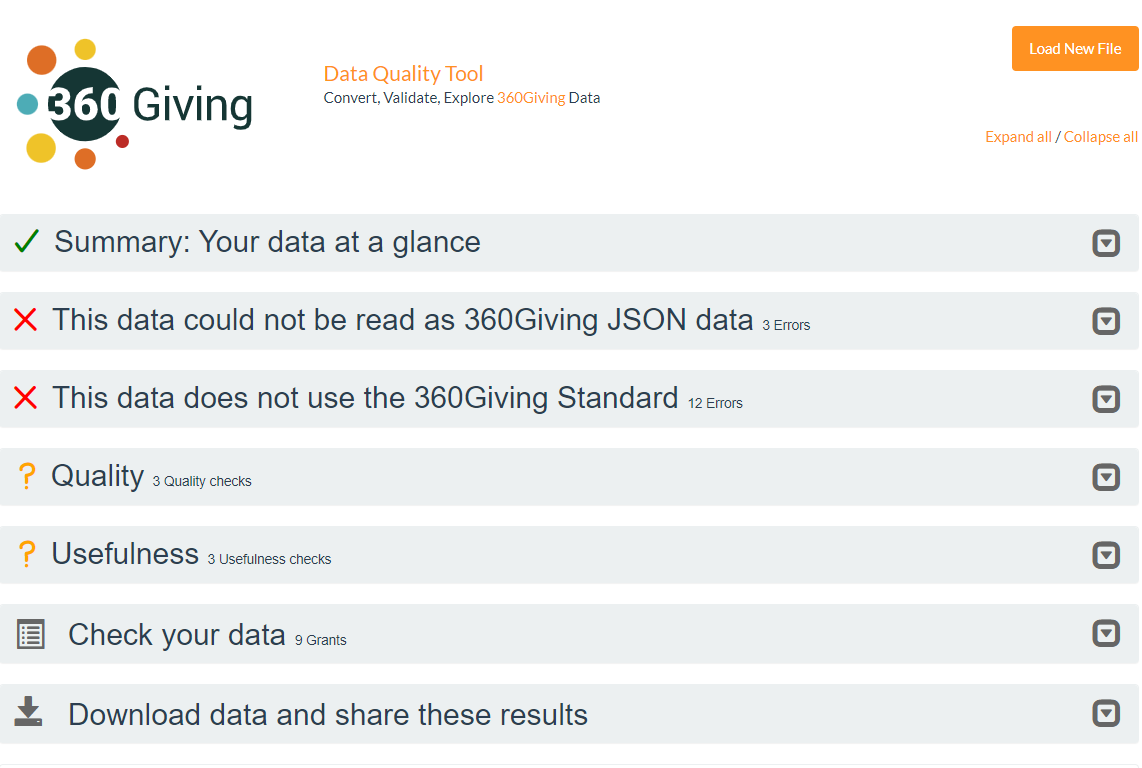 Load New File
360 Giving
Data Quality Tool
Convert, Validate, Explore 360Giving Data
Expand all / Collapse all
Summary: Your data at a glance
This data could not be read as 360Giving JSON data 3 Errors
This data does not use the 360Giving Standard 12 Errors
? Quality 3 Quality checks
? Usefulness 3 Usefulness checks
Check your data 9 Grants
Download data and share these results